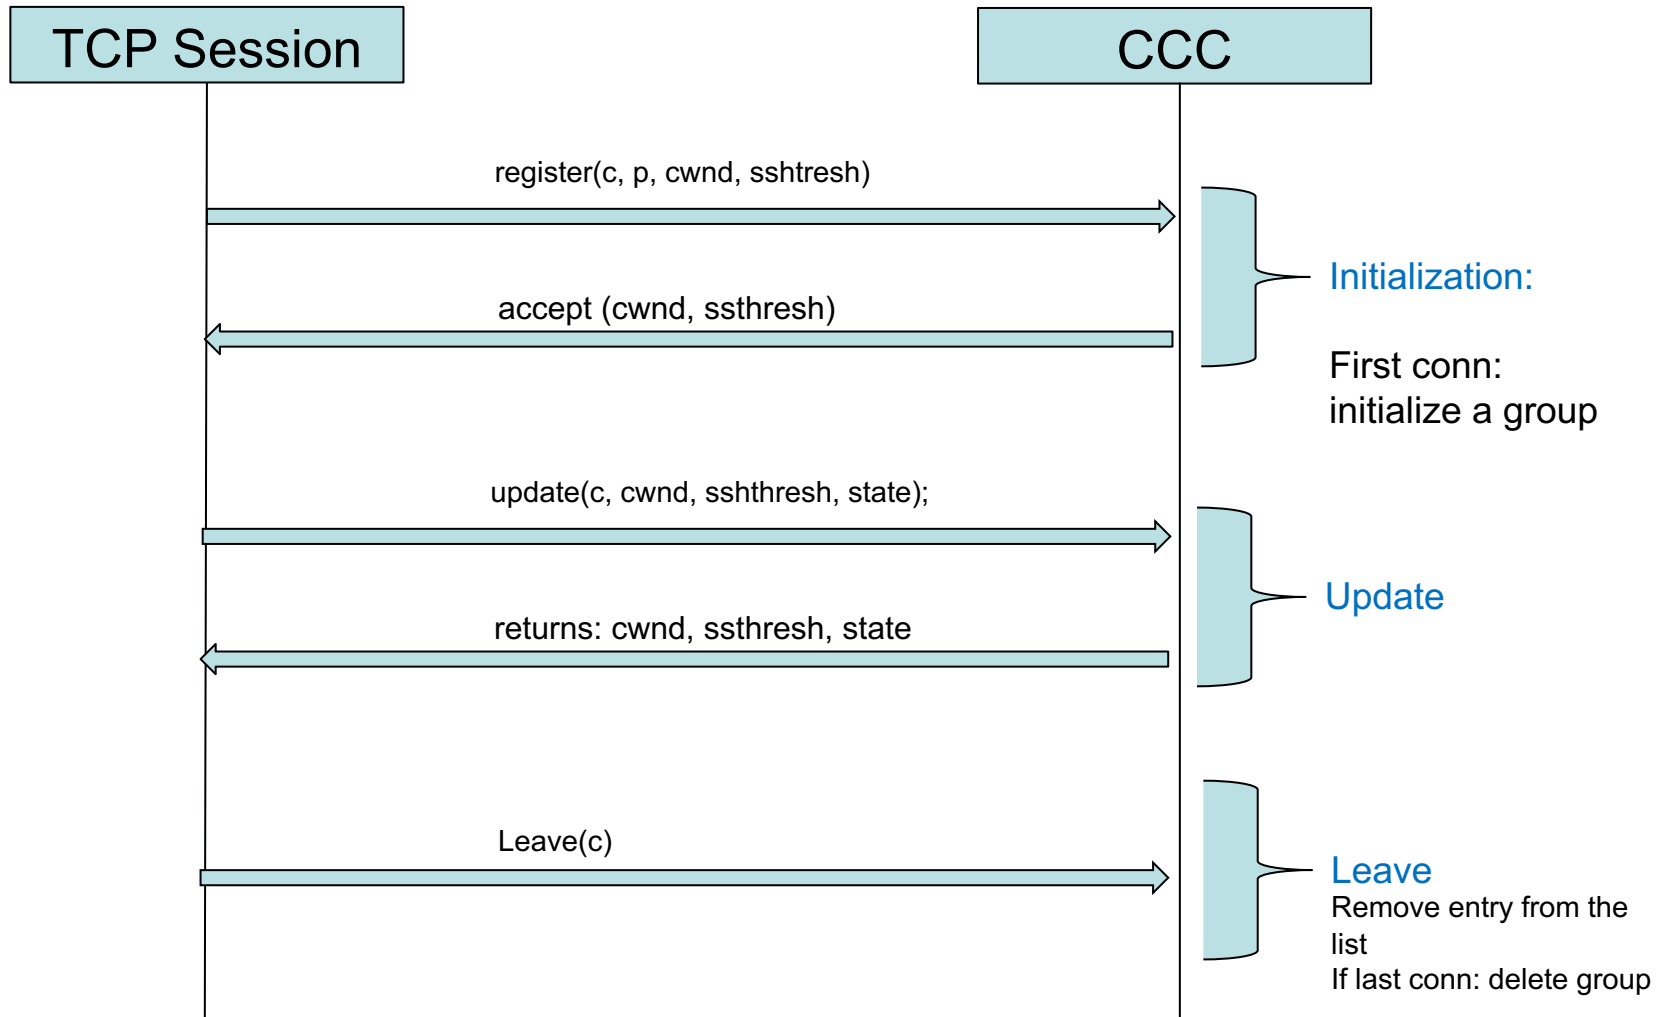 TCP Session
CCC
register(c, p, cwnd, sshtresh)
accept (cwnd, ssthresh)
Initialization:
First conn:
initialize a group
update(c, cwnd, sshthresh, state);
returns: cwnd, ssthresh, state
Update
Leave(c)
Leave
Remove entry from the
list
If last conn: delete group